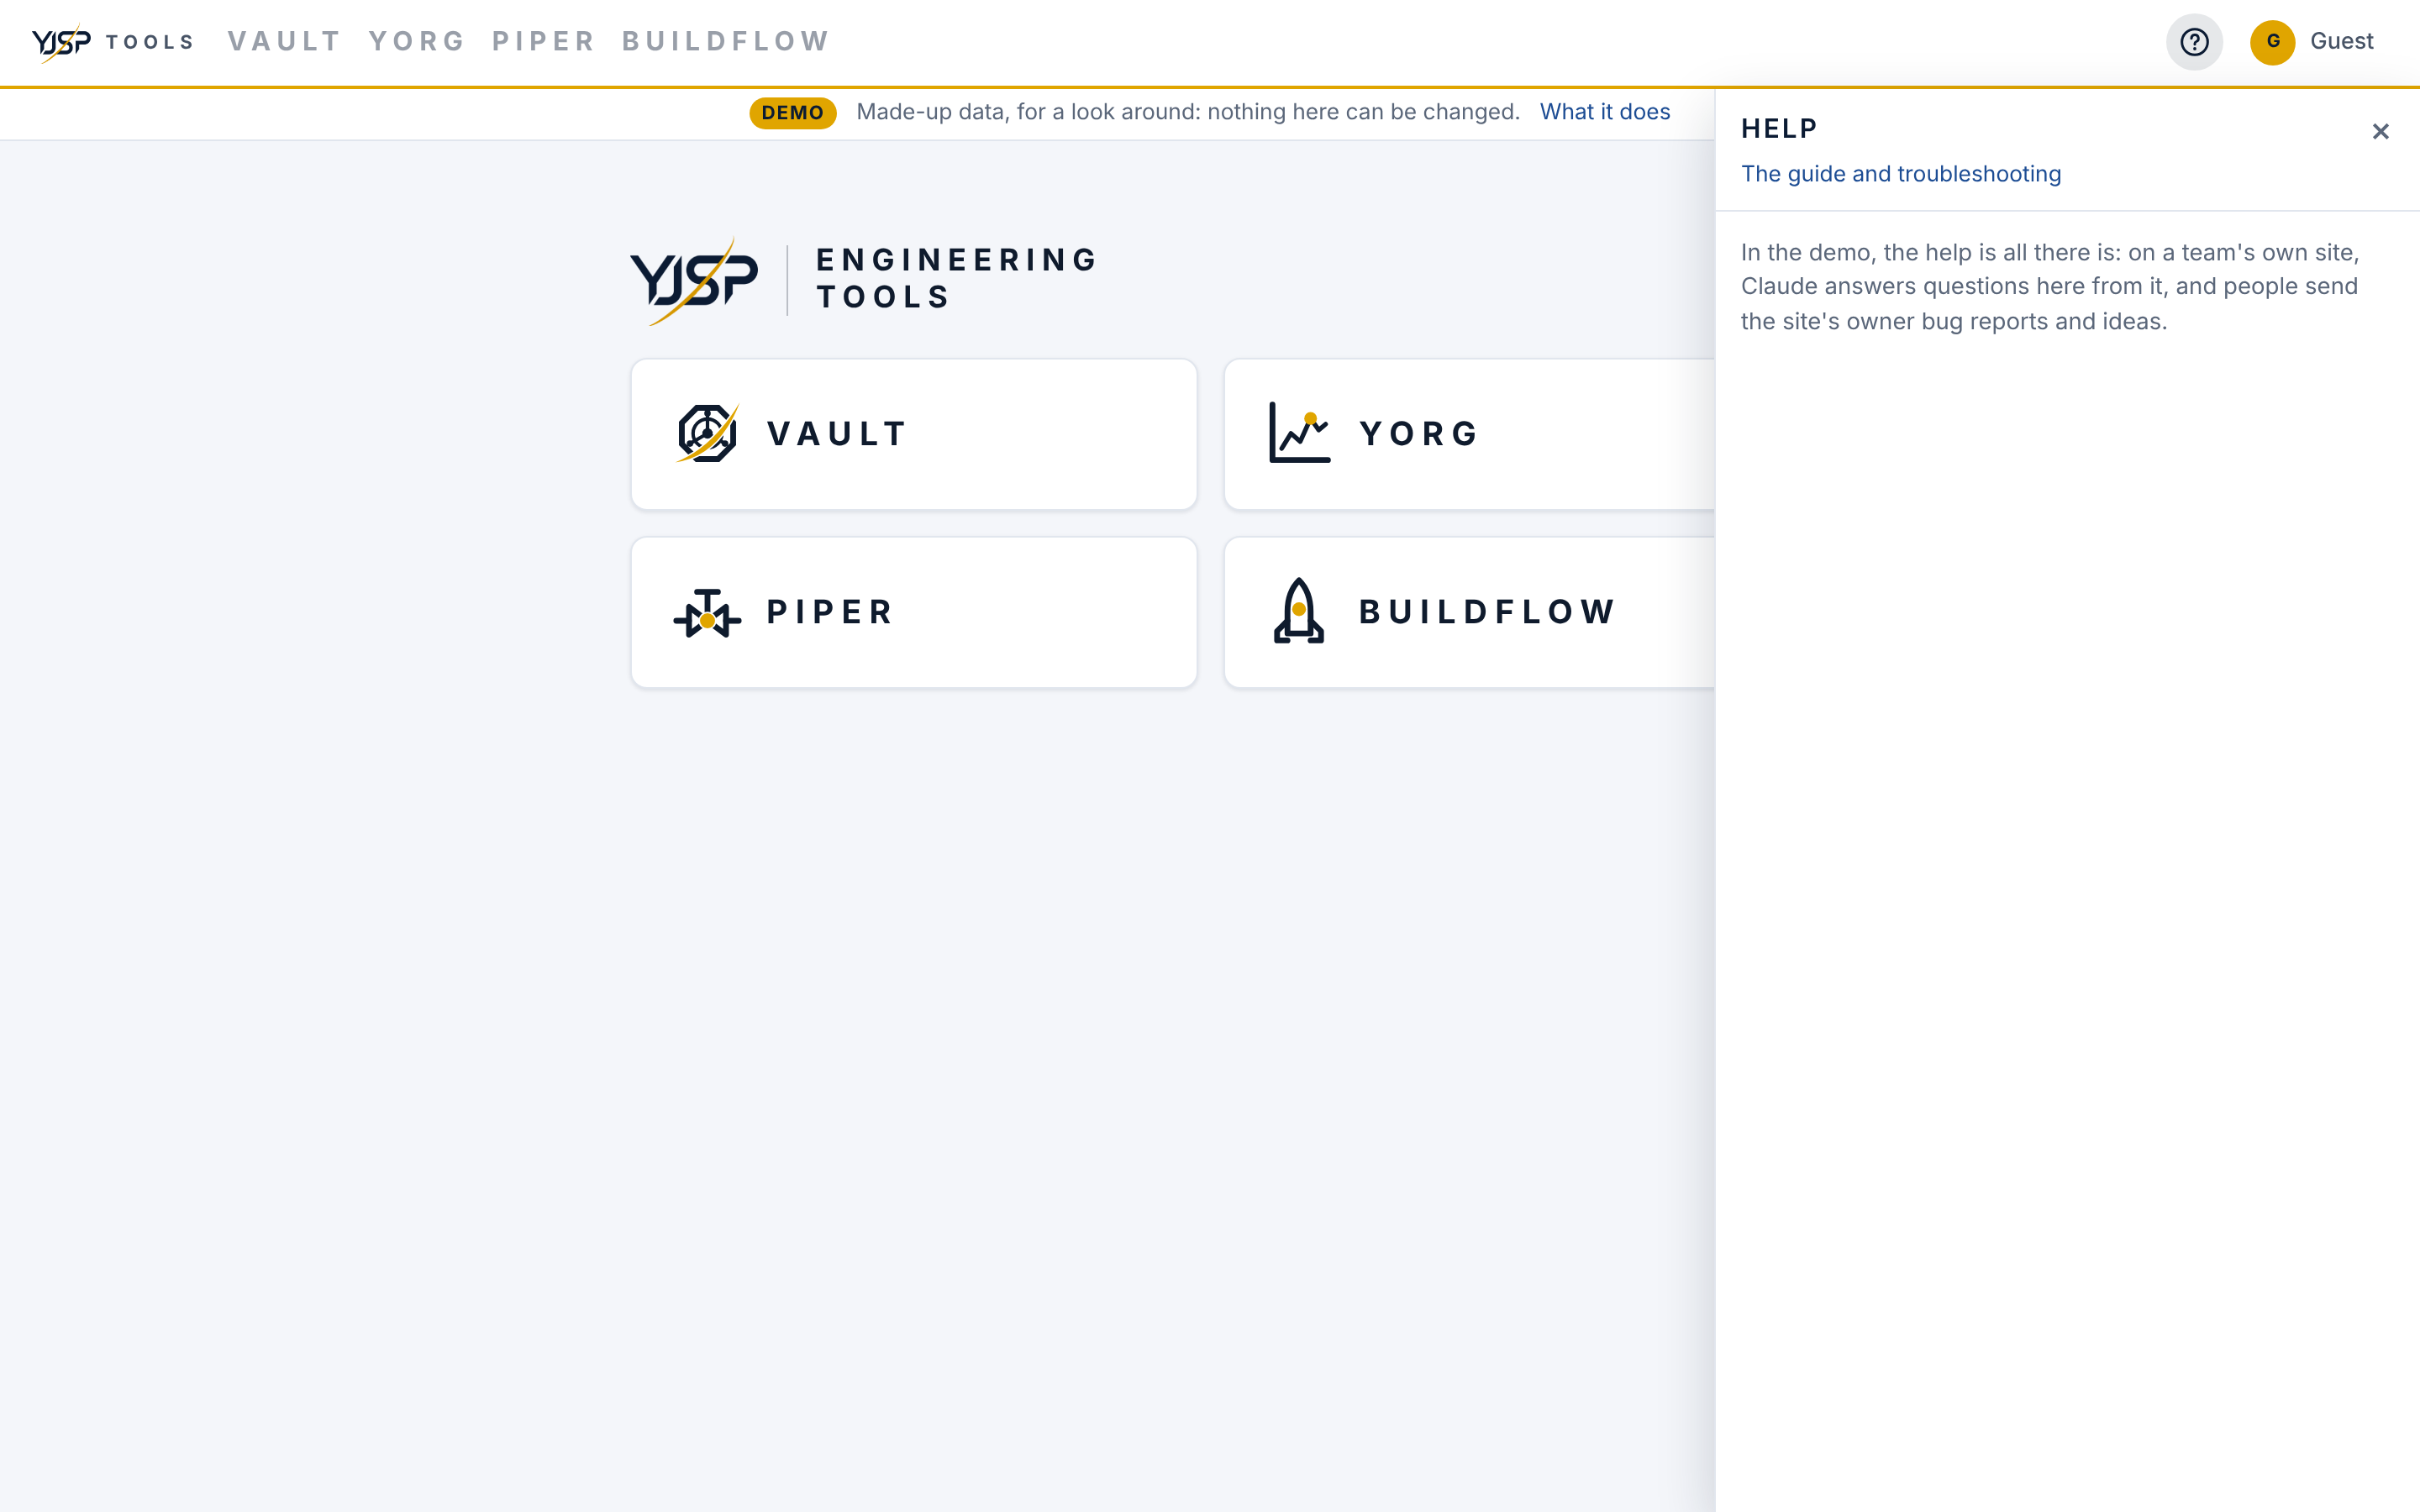 YJSP TOOLS VAULT YORG PIPER BUILDFLOW
G Guest
DEMO Made-up data, for a look around: nothing here can be changed. What it does
HELP
The guide and troubleshooting
In the demo, the help is all there is: on a team's own site,
Claude answers questions here from it, and people send
the site's owner bug reports and ideas.
YJSP ENGINEERING
TOOLS
VAULT
YORG
PIPER
BUILDFLOW